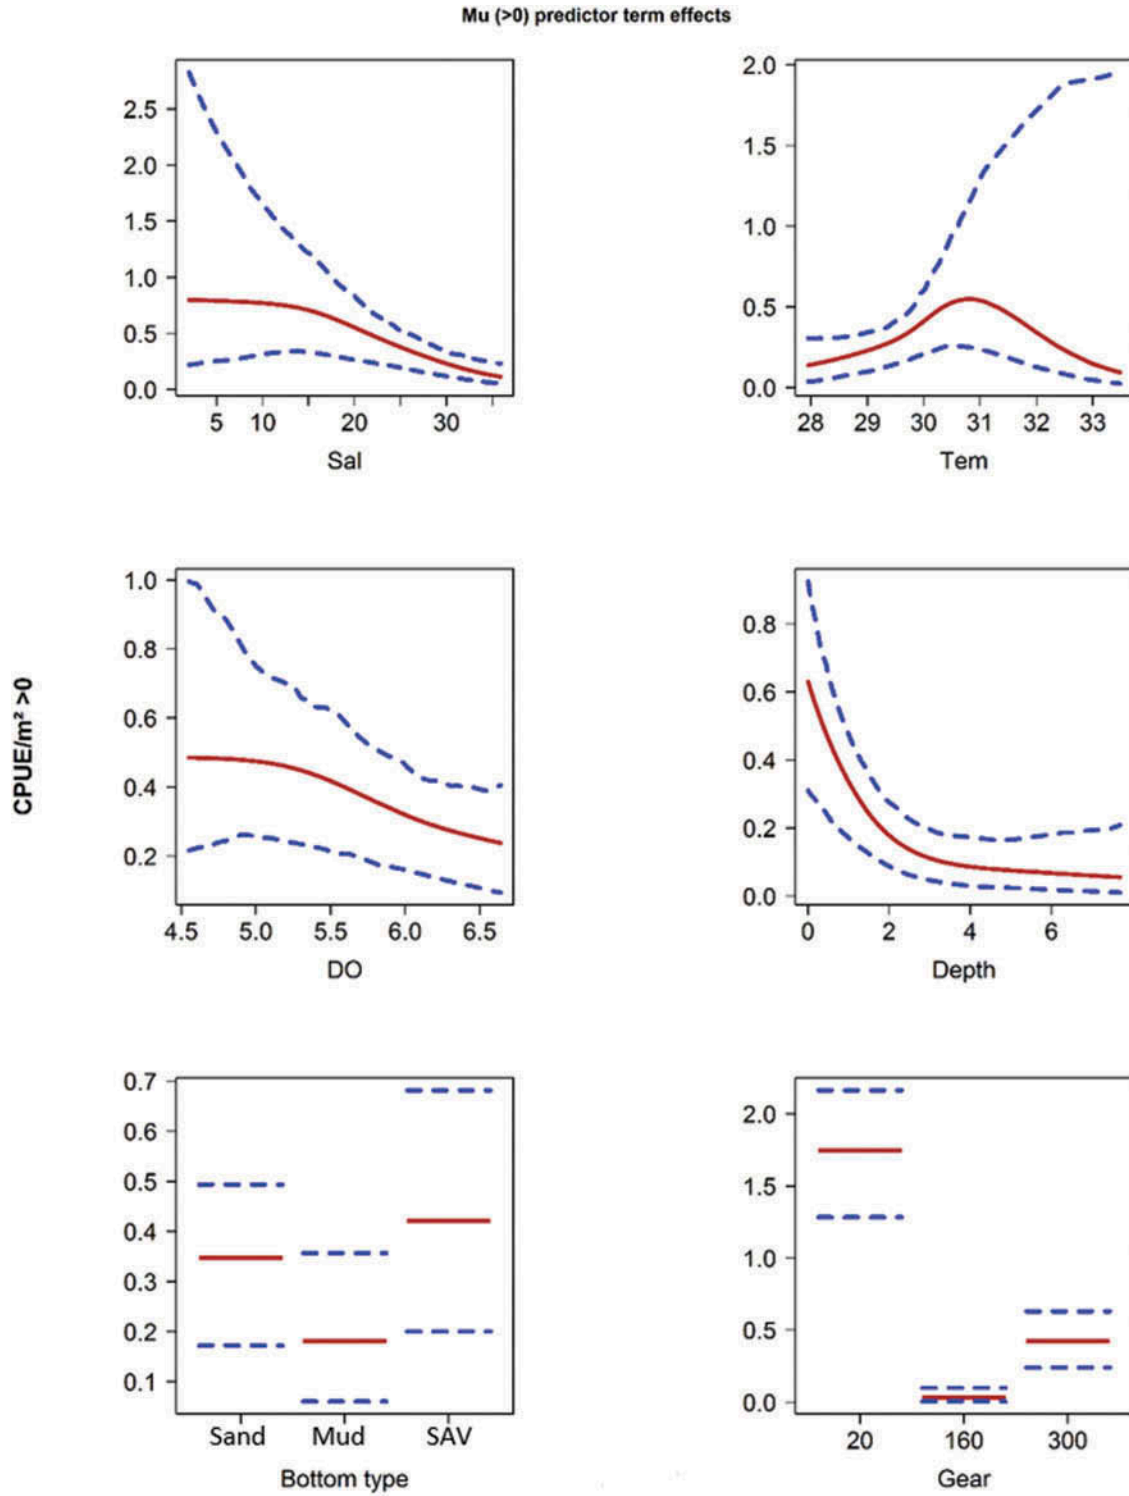 Mu (>0) predictor term effects
2.5
2.0
1.5
1.0
0.5
0.0
5 10 20 30
Sal
2.0
1.5
1.0
0.5
0.0
28 29 30 31 32 33
Tem
CPUE/m² >0
1.0
0.8
0.6
0.4
0.2
4.5 5.0 5.5 6.0 6.5
DO
0.8
0.6
0.4
0.2
0.0
0 2 4 6
Depth
0.7
0.6
0.5
0.4
0.3
0.2
0.1
Sand Mud SAV
Bottom type
2.0
1.5
1.0
0.5
0.0
20 160 300
Gear